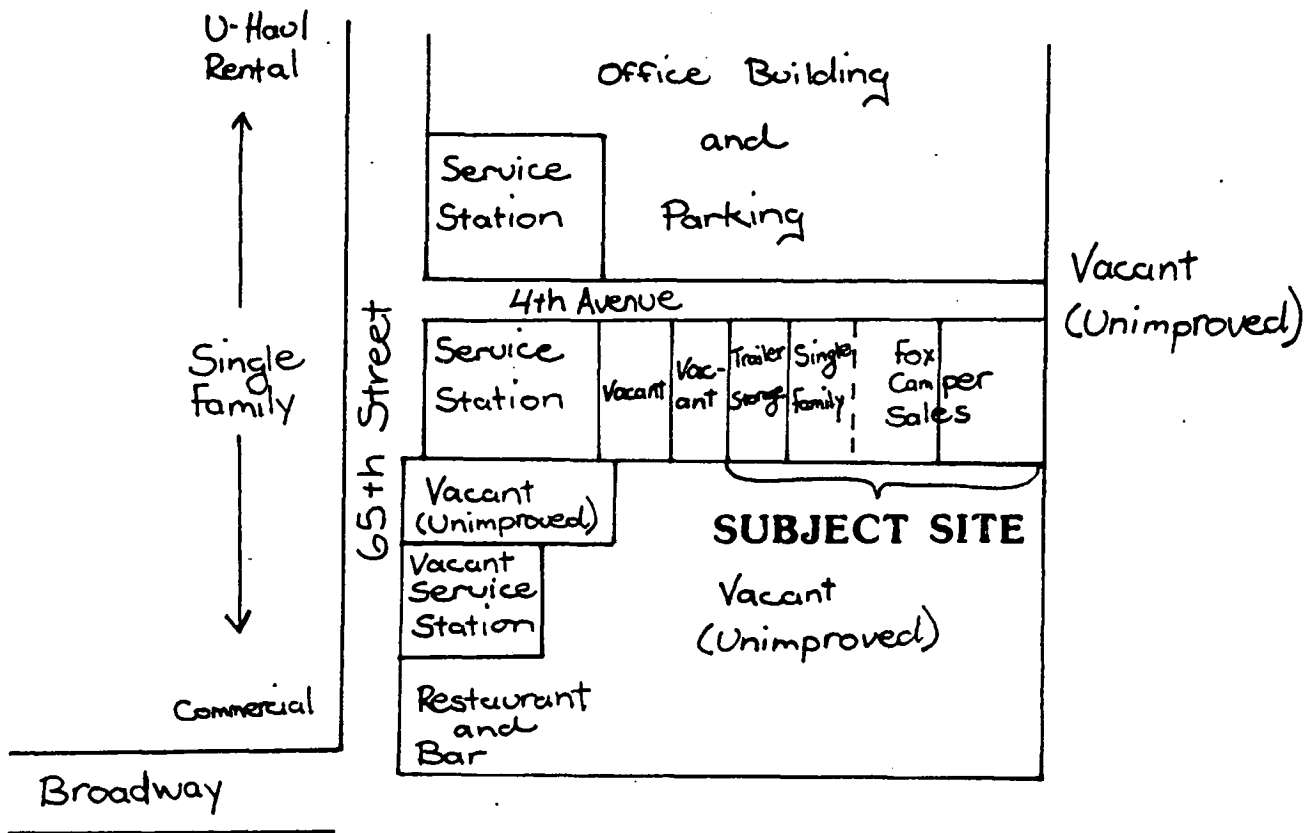 U-Haul
Rental
Office Building
and
Parking
Service
Station
Vacant
(Unimproved)
4th Avenue
Single
Family
65th Street
Service
Station
Vacant
Vac-
ant
Trailer
Storage
Single
Family
Fox
Camper
Sales
Vacant
(Unimproved)
SUBJECT SITE
Vacant
Service
Station
Vacant
(Unimproved)
Commercial
Restaurant
and
Bar
Broadway